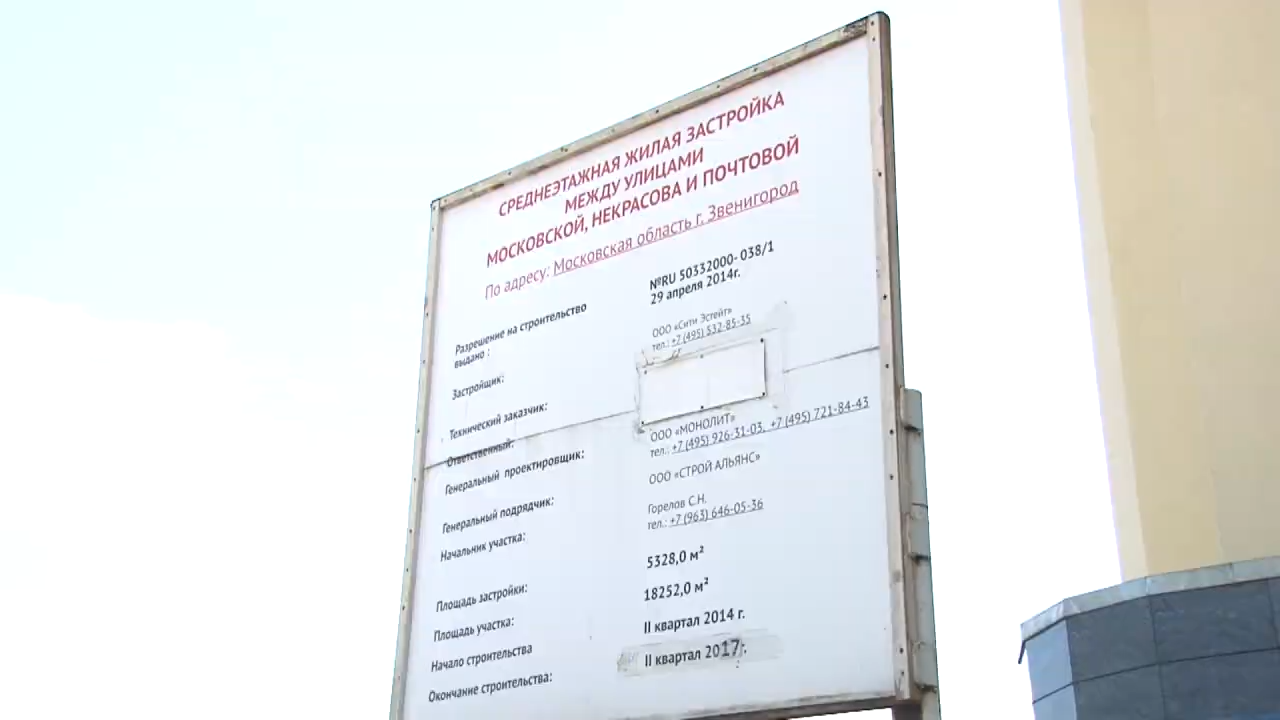 СРЕДНЕЭТАЖНАЯ ЖИЛАЯ ЗАСТРОЙКА
МЕЖДУ УЛИЦАМИ
МОСКОВСКОЙ, НЕКРАСОВА И ПОЧТОВОЙ
По адресу: Московская область г. Звенигород
Разрешение на строительство
выдано :
№RU 50332000- 038/1
29 апреля 2014г.
Застройщик:
ООО «Сити Эстейт»
тел.: +7 (495) 532-85-35
Технический заказчик:
Ответственный:
Генеральный проектировщик:
ООО «МОНОЛИТ»
тел.: +7 (495) 926-31-03, +7 (495) 721-84-43
Генеральный подрядчик:
ООО «СТРОЙ АЛЬЯНС»
Начальник участка:
Горелов С.Н.
тел.: +7 (963) 646-05-36
Площадь застройки:
5328,0 м²
Площадь участка:
18252,0 м²
Начало строительства
II квартал 2014 г.
Окончание строительства:
II квартал 2017г.